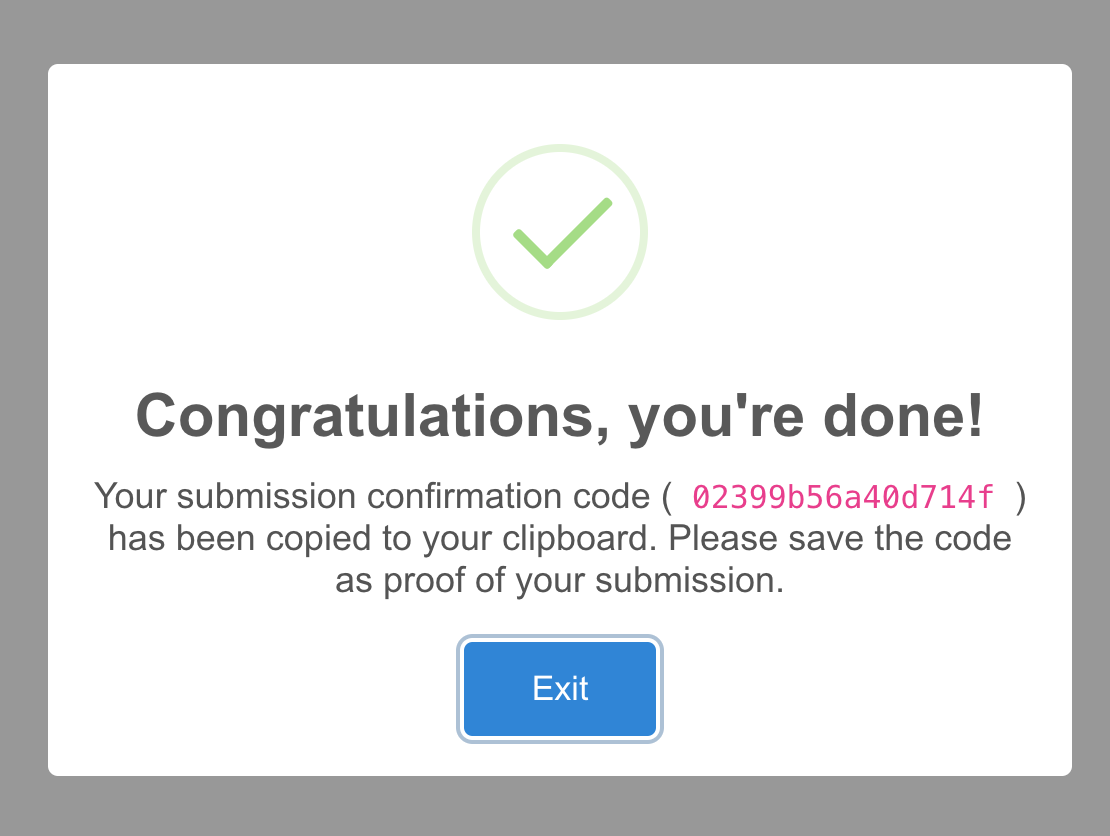 Congratulations, you're done!
Your submission confirmation code ( 02399b56a40d714f )
has been copied to your clipboard. Please save the code
as proof of your submission.
Exit